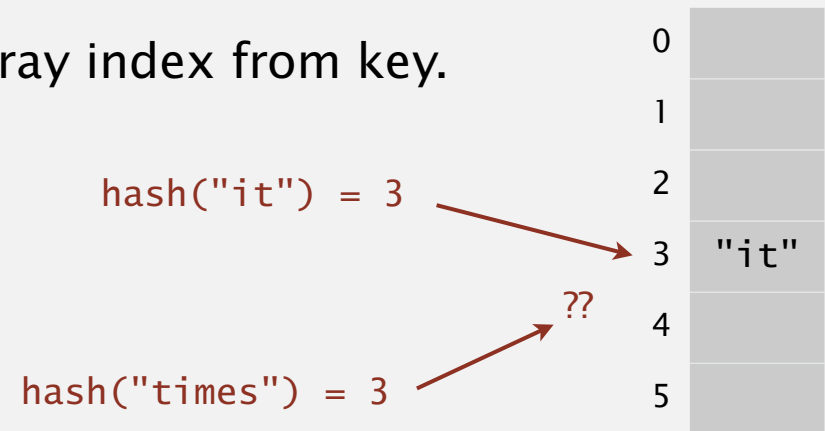 ray index from key.
0
1
hash("it") = 3
2
3 "it"
??
4
hash("times") = 3
5